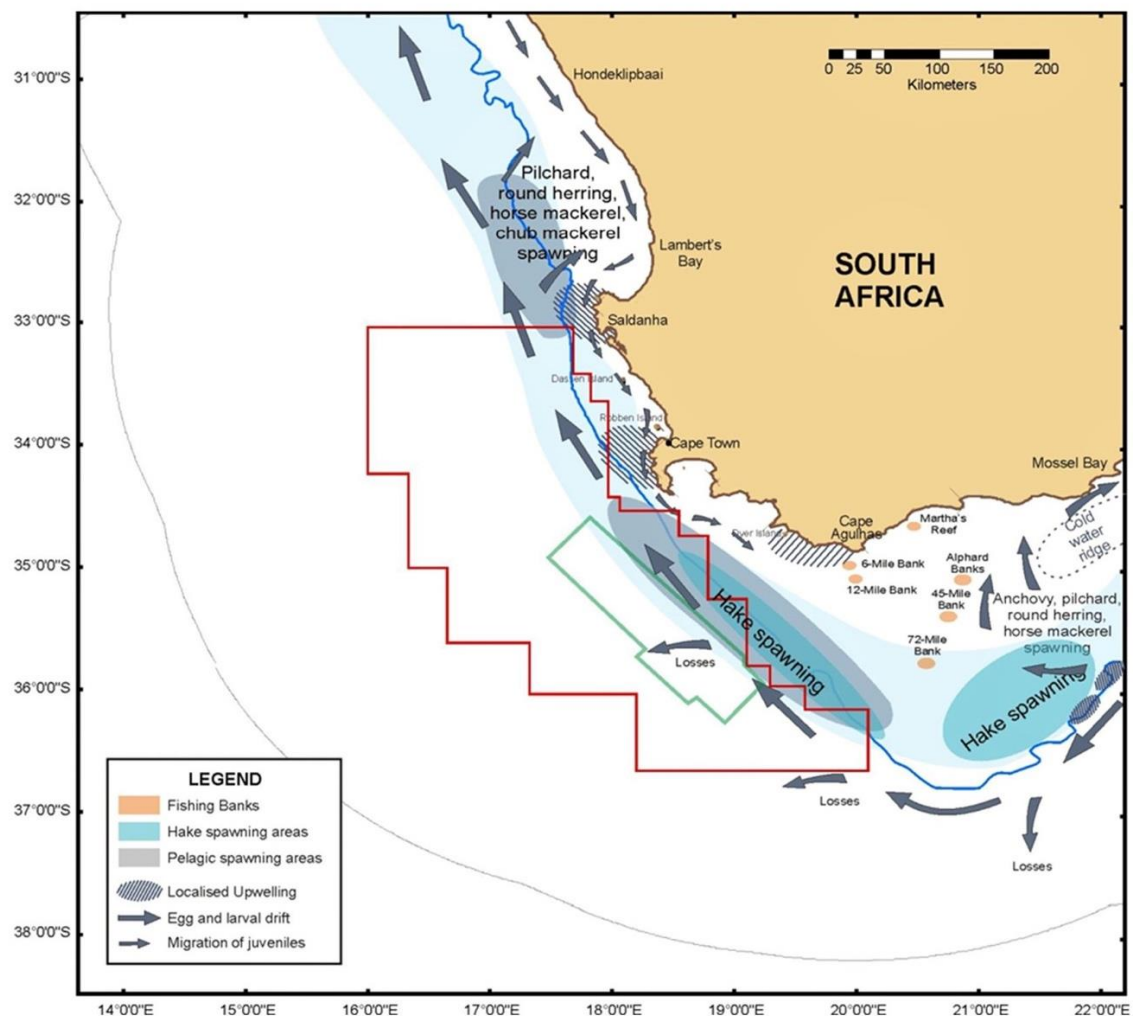 31°0'0"S
32°0'0"S
33°0'0"S
34°0'0"S
35°0'0"S
36°0'0"S
37°0'0"S
38°0'0"S
0 25 50 100 150 200
Kilometers
Hondeklipbaai
Pilchard,
round herring,
horse mackerel,
chub mackerel
spawning
Lambert's
Bay
SOUTH
AFRICA
Saldanha
Dassen Island
Robben Island
Cape Town
Mossel Bay
Cold
water
ridge
Dyer Island
Cape
Agulhas
Martha's
Reef
6-Mile Bank
12-Mile Bank
Alphard
Banks
45-Mile
Bank
72-Mile
Bank
Anchovy, pilchard,
round herring,
horse mackerel
spawning
Hake spawning
Hake spawning
Losses
Losses
Losses
LEGEND
Fishing Banks
Hake spawning areas
Pelagic spawning areas
Localised Upwelling
Egg and larval drift
Migration of juveniles
14°0'0"E 15°0'0"E 16°0'0"E 17°0'0"E 18°0'0"E 19°0'0"E 20°0'0"E 21°0'0"E 22°0'0"E